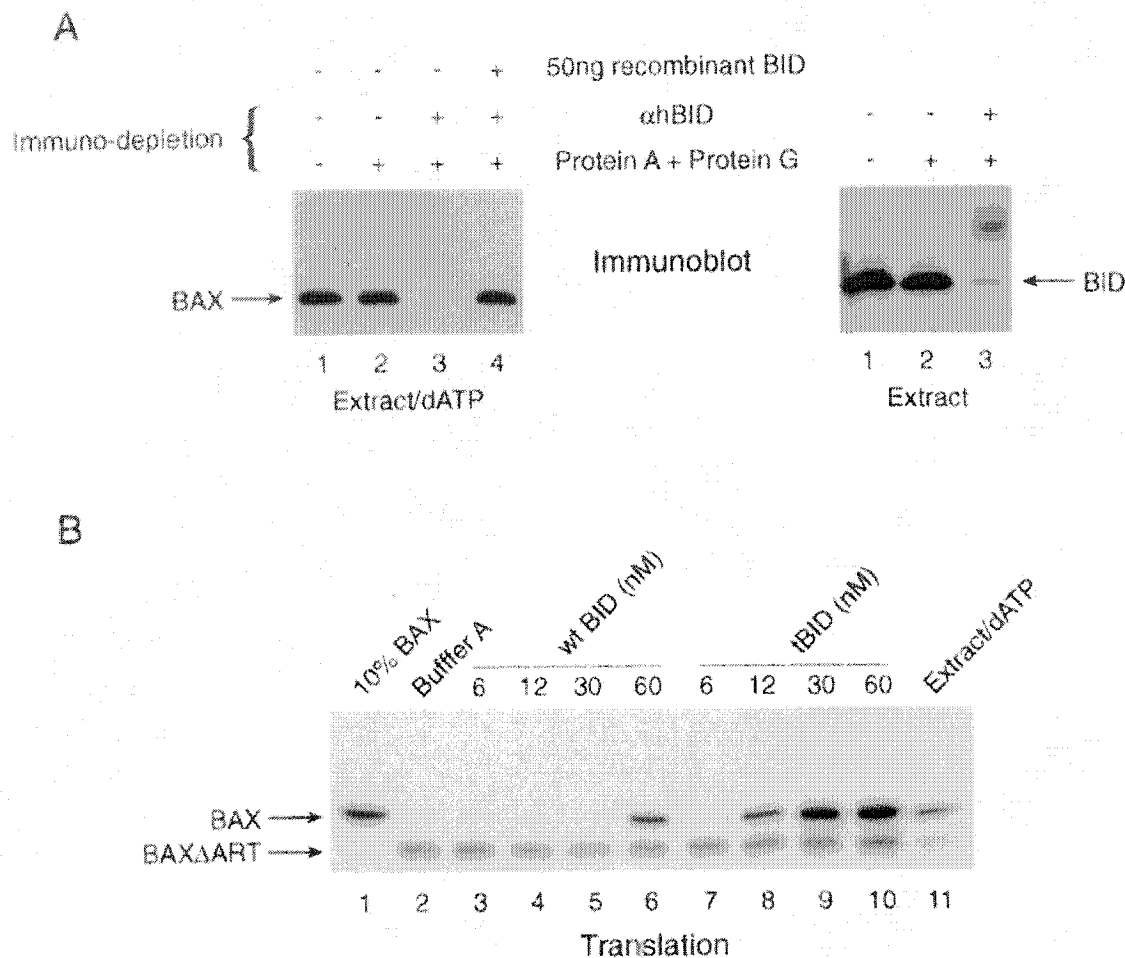 A
- - - + 50ng recombinant BID
Immuno-depletion { - - + + αhBID - - +
- + + + Protein A + Protein G - + +
Immunoblot
BAX
BID
1 2 3 4
1 2 3
Extract/dATP
Extract
B
10% BAX
Bufffer A
wt BID (nM)
tBID (nM)
Extract/dATP
6 12 30 60 6 12 30 60
BAX
BAXΔART
1 2 3 4 5 6 7 8 9 10 11
Translation